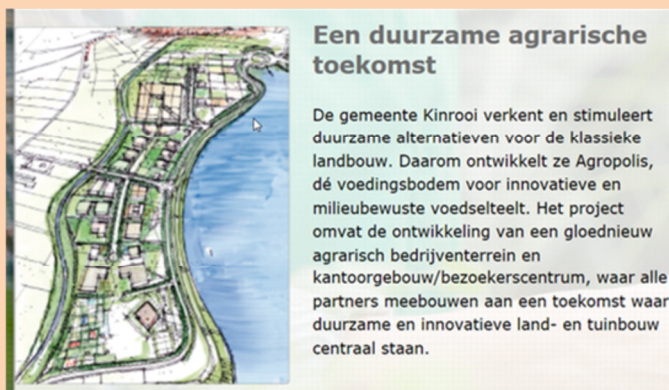 Een duurzame agrarische
toekomst
De gemeente Kinrooi verkent en stimuleert
duurzame alternatieven voor de klassieke
landbouw. Daarom ontwikkelt ze Agropolis,
dé voedingsbodem voor innovatieve en
milieubewuste voedselteelt. Het project
omvat de ontwikkeling van een gloednieuw
agrarisch bedrijventerrein en
kantoorgebouw/bezoekerscentrum, waar alle
partners meebouwen aan een toekomst waar
duurzame en innovatieve land- en tuinbouw
centraal staan.